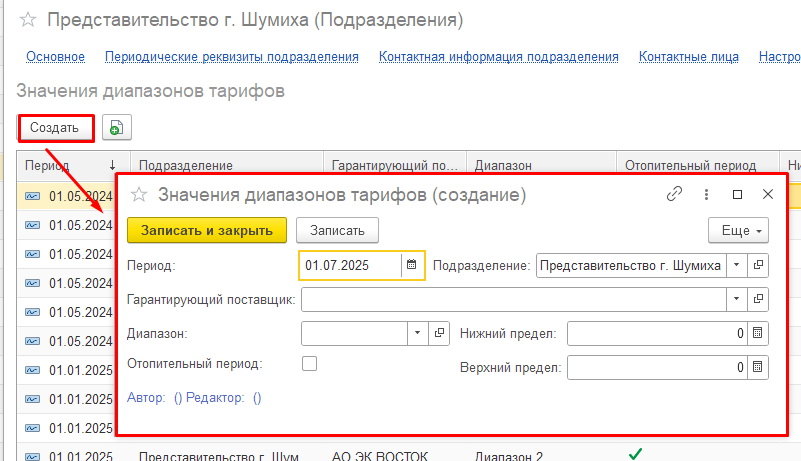 Представительство г. Шумиха (Подразделения)
Основное Периодические реквизиты подразделения Контактная информация подразделения Контактные лица Настро
Значения диапазонов тарифов
Создать
Период ↓ Подразделение Гарантирующий по... Диапазон Отопительный период Ни
01.05.2024
01.05.2024
01.05.2024
01.05.2024
01.05.2024
01.05.2024
01.01.2025
01.01.2025
01.01.2025
01.01.2025 Представительство г. Шум АО ЭК ВОСТОК Диапазон 2
Значения диапазонов тарифов (создание)
Записать и закрыть Записать Еще
Период: 01.07.2025 Подразделение: Представительство г. Шумиха
Гарантирующий поставщик:
Диапазон: Нижний предел: 0
Отопительный период: Верхний предел: 0
Автор: () Редактор: ()